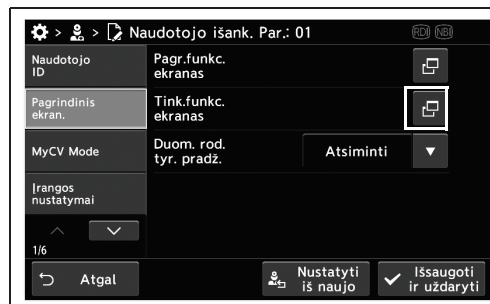 > > Naudotojo išank. Par.: 01
RDI NBI
Naudotojo
ID
Pagrindinis
ekran.
MyCV Mode
Įrangos
nustatymai
1/6
Pagr.funkc.
ekranas
Tink.funkc.
ekranas
Duom. rod.
tyr. pradž.
Atsiminti
Atgal
Nustatyti
iš naujo
Išsaugoti
ir uždaryti